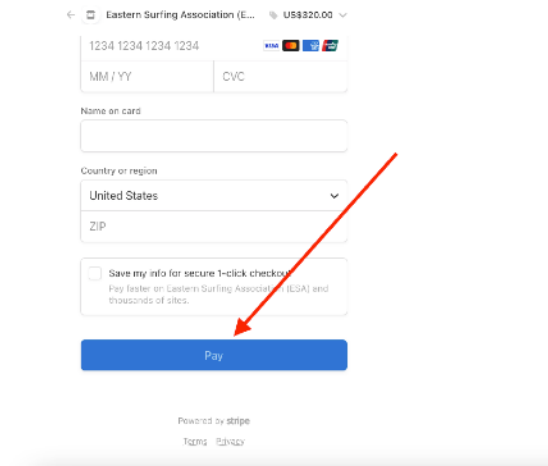 Eastern Surfing Association (E... US$320.00
1234 1234 1234 1234 VISA
MM / YY CVC
Name on card
Country or region
United States
ZIP
Save my info for secure 1-click checkout
Pay faster on Eastern Surfing Association (ESA) and
thousands of sites.
Pay
Powered by stripe
Terms Privacy